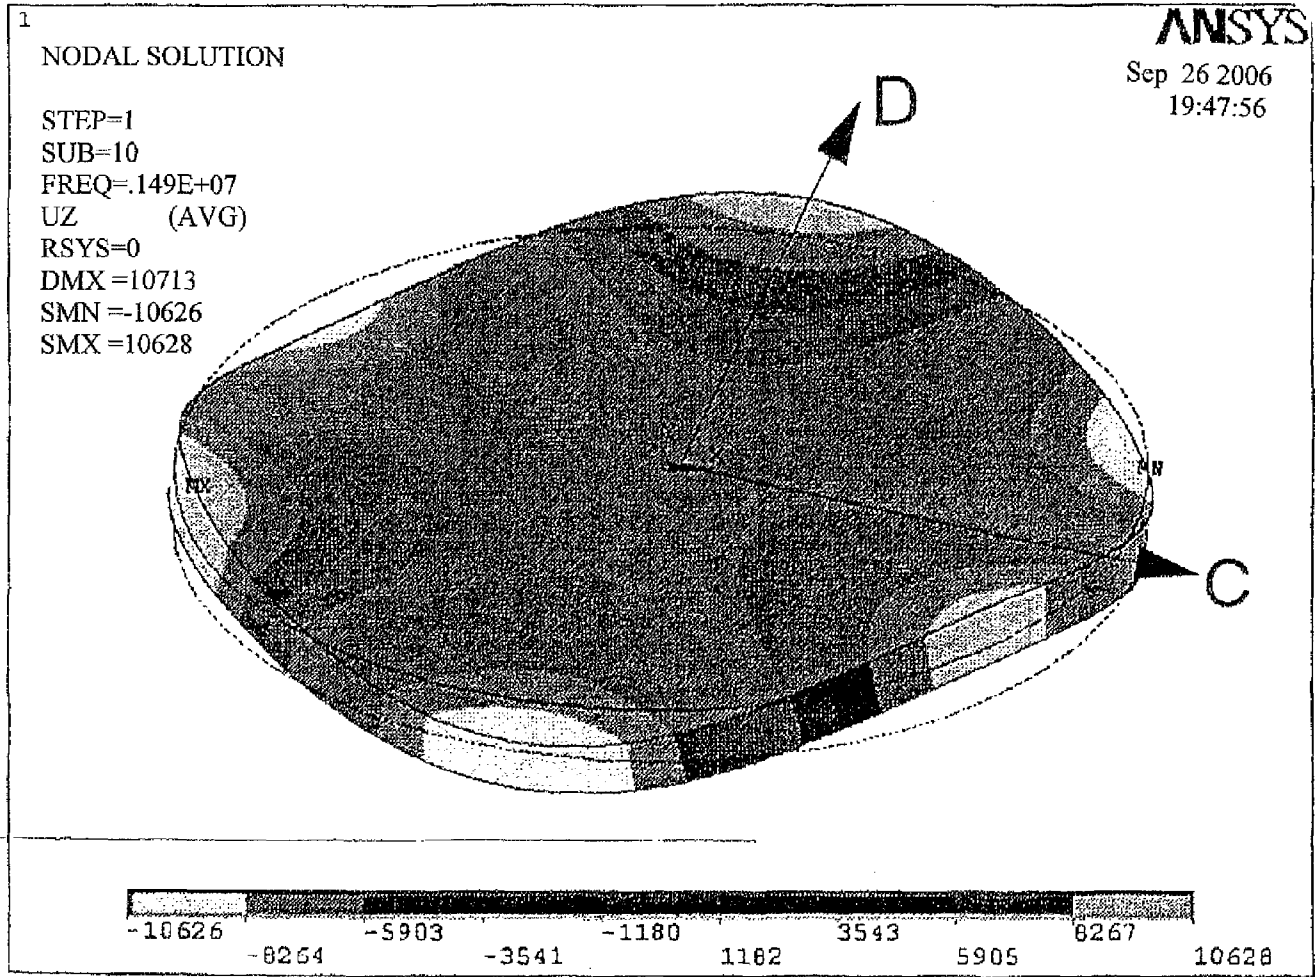 1
ANSYS
NODAL SOLUTION
Sep 26 2006
19:47:56
STEP=1
SUB=10
FREQ=.149E+07
UZ (AVG)
RSYS=0
DMX =10713
SMN =-10626
SMX =10628
D
MX
MN
C
-10626 -5903 -1180 3543 8267
-8264 -3541 1182 5905 10628